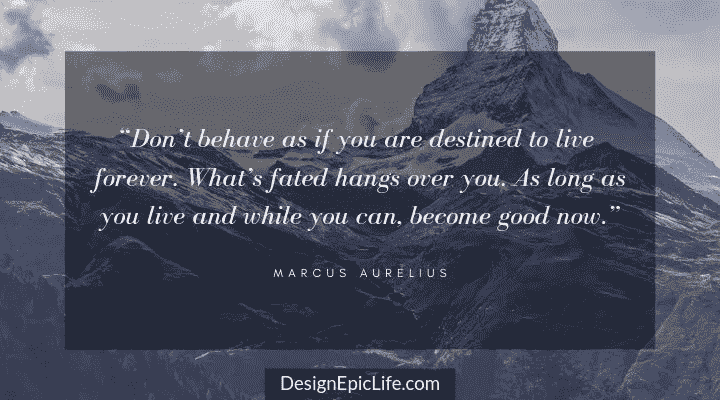 “Don’t behave as if you are destined to live
forever. What’s fated hangs over you. As long as
you live and while you can, become good now.”
MARCUS AURELIUS
DesignEpicLife.com